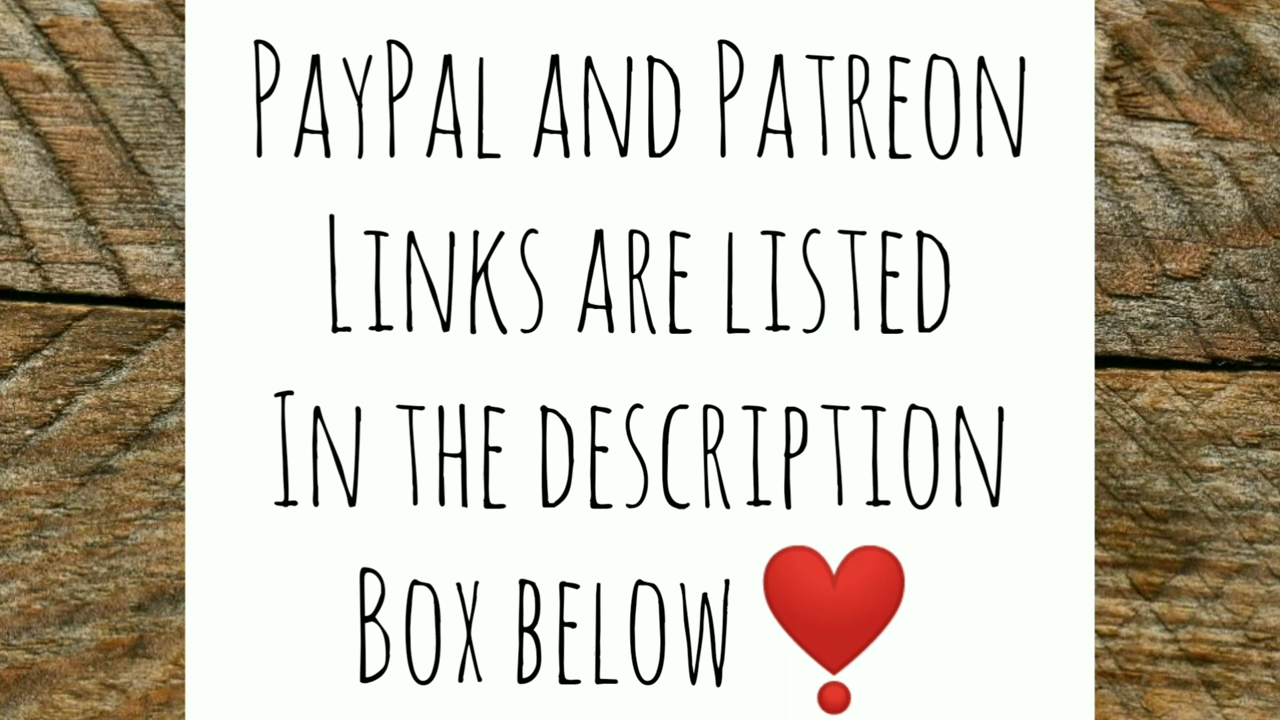 PayPal and Patreon
Links are listed
In the description
Box below ❣